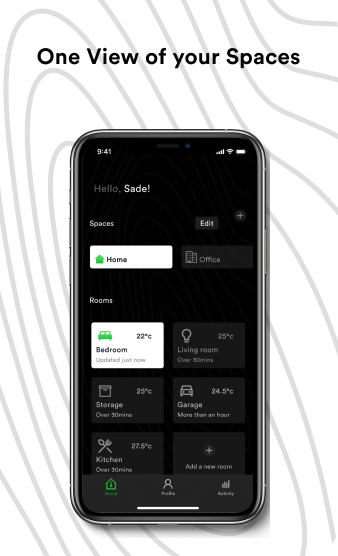 One View of your Spaces
9:41
Hello, Sade!
Spaces
Edit
Home
Office
Rooms
22°c
Bedroom
Updated just now
25°c
Living room
Over 30mins
25°c
Storage
Over 30mins
24.5°c
Garage
More than an hour
27.5°c
Kitchen
Over 30mins
Add a new room
Home
Profile
Activity